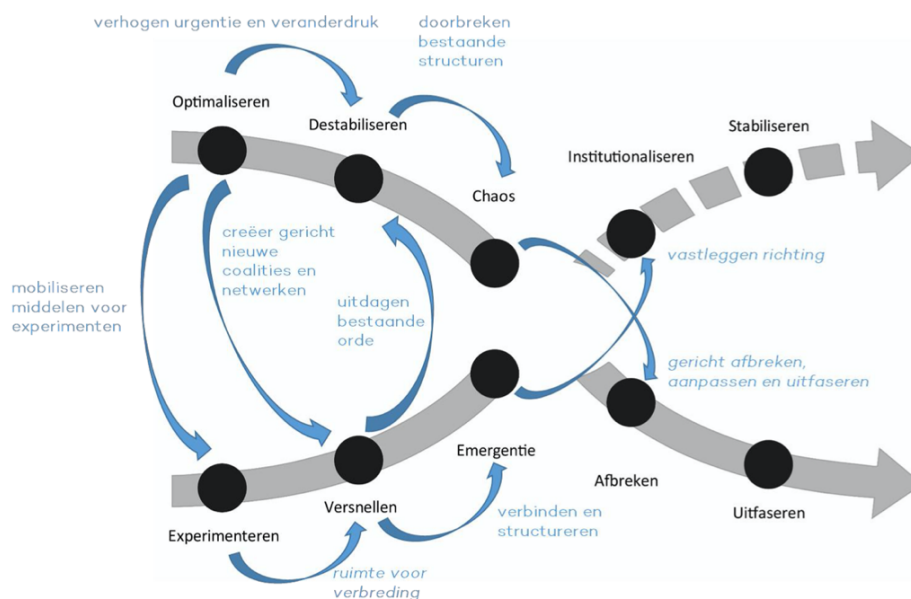 verhogen urgentie en veranderdruk
doorbreken
bestaande
structuren
Optimaliseren
Destabiliseren
Chaos
Institutionaliseren
Stabiliseren
creëer gericht
nieuwe
coalities en
netwerken
mobiliseren
middelen voor
experimenten
uitdagen
bestaande
orde
vastleggen richting
gericht afbreken,
aanpassen en uitfaseren
Experimenteren
Versnellen
Emergentie
Afbreken
Uitfaseren
verbinden en
structureren
ruimte voor
verbreding